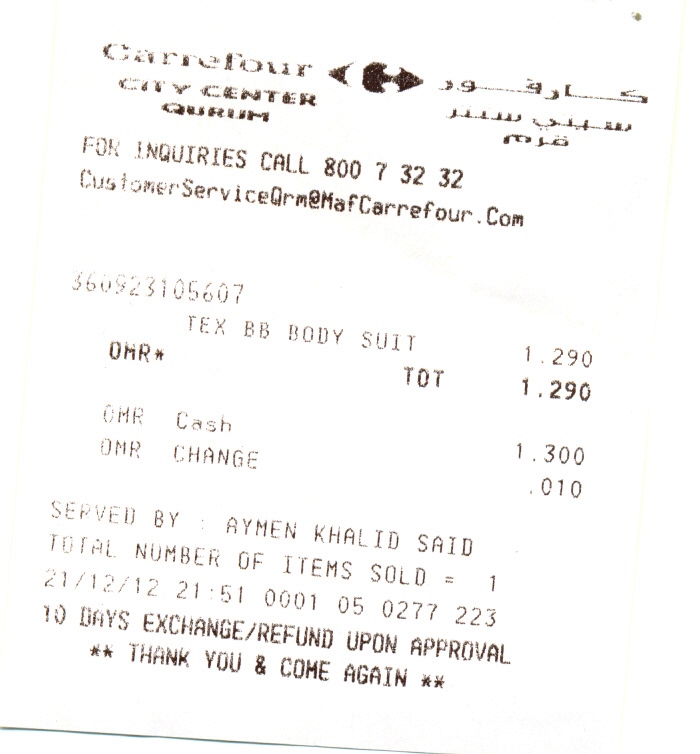 Carrefour كارفور
CITY CENTER سيتي سنتر
QURUM قرم
FOR INQUIRIES CALL 800 7 32 32
CustomerServiceQrm@MafCarrefour.Com
360923105607
TEX BB BODY SUIT 1.290
OMR* TOT 1.290
OMR Cash 1.300
OMR CHANGE .010
SERVED BY : AYMEN KHALID SAID
TOTAL NUMBER OF ITEMS SOLD = 1
21/12/12 21:51 0001 05 0277 223
10 DAYS EXCHANGE/REFUND UPON APPROVAL
** THANK YOU & COME AGAIN **